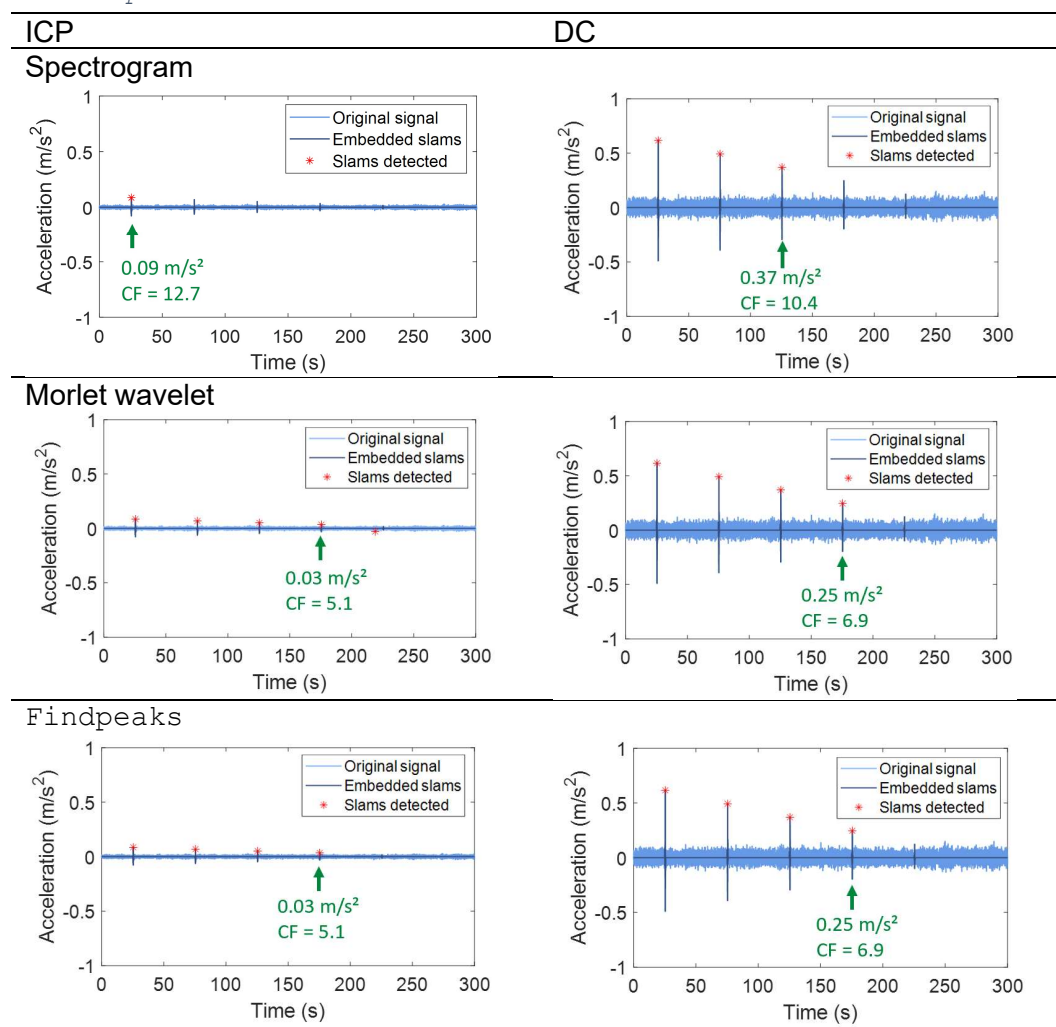 ICP DC
Spectrogram
1
0.5
0
-0.5
-1
Acceleration (m/s²)
Original signal
Embedded slams
Slams detected
0.09 m/s²
CF = 12.7
0 50 100 150 200 250 300
Time (s)
1
0.5
0
-0.5
-1
Acceleration (m/s²)
Original signal
Embedded slams
Slams detected
0.37 m/s²
CF = 10.4
0 50 100 150 200 250 300
Time (s)
Morlet wavelet
1
0.5
0
-0.5
-1
Acceleration (m/s²)
Original signal
Embedded slams
Slams detected
0.03 m/s²
CF = 5.1
0 50 100 150 200 250 300
Time (s)
1
0.5
0
-0.5
-1
Acceleration (m/s²)
Original signal
Embedded slams
Slams detected
0.25 m/s²
CF = 6.9
0 50 100 150 200 250 300
Time (s)
Findpeaks
1
0.5
0
-0.5
-1
Acceleration (m/s²)
Original signal
Embedded slams
Slams detected
0.03 m/s²
CF = 5.1
0 50 100 150 200 250 300
Time (s)
1
0.5
0
-0.5
-1
Acceleration (m/s²)
Original signal
Embedded slams
Slams detected
0.25 m/s²
CF = 6.9
0 50 100 150 200 250 300
Time (s)